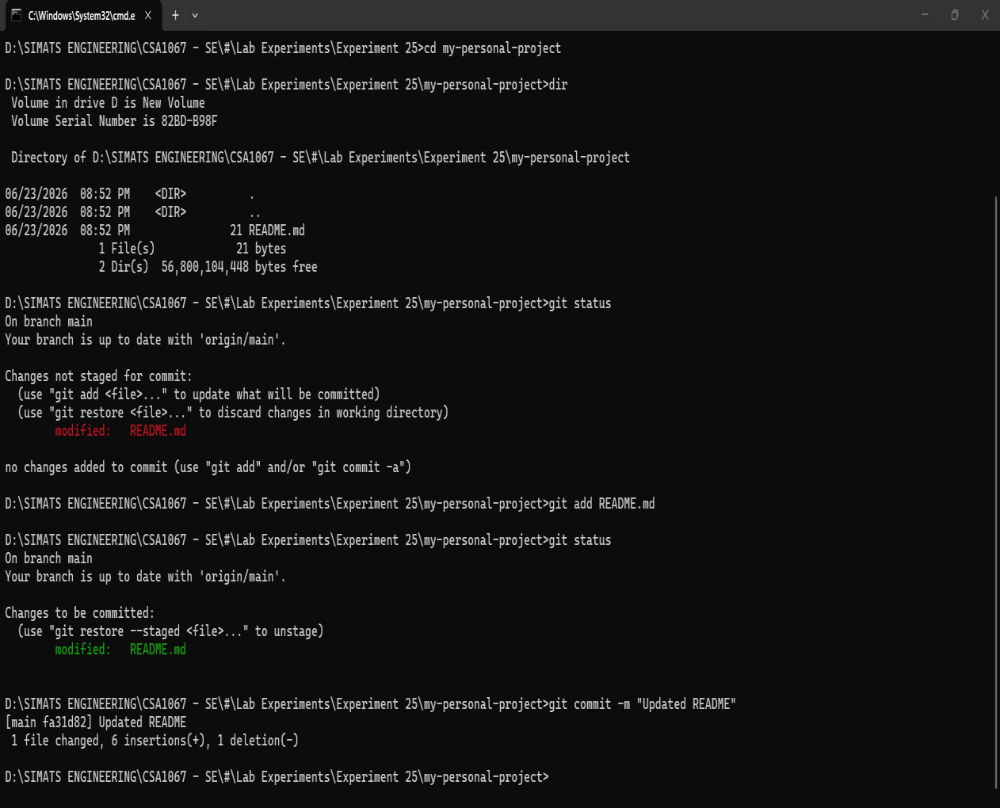 C:\Windows\System32\cmd.e
D:\SIMATS ENGINEERING\CSA1067 - SE\#\Lab Experiments\Experiment 25>cd my-personal-project
D:\SIMATS ENGINEERING\CSA1067 - SE\#\Lab Experiments\Experiment 25\my-personal-project>dir
 Volume in drive D is New Volume
 Volume Serial Number is 82BD-B98F
 Directory of D:\SIMATS ENGINEERING\CSA1067 - SE\#\Lab Experiments\Experiment 25\my-personal-project
06/23/2026  08:52 PM    <DIR>          .
06/23/2026  08:52 PM    <DIR>          ..
06/23/2026  08:52 PM                21 README.md
               1 File(s)             21 bytes
               2 Dir(s)  56,800,104,448 bytes free
D:\SIMATS ENGINEERING\CSA1067 - SE\#\Lab Experiments\Experiment 25\my-personal-project>git status
On branch main
Your branch is up to date with 'origin/main'.
Changes not staged for commit:
  (use "git add <file>..." to update what will be committed)
  (use "git restore <file>..." to discard changes in working directory)
        modified:   README.md
no changes added to commit (use "git add" and/or "git commit -a")
D:\SIMATS ENGINEERING\CSA1067 - SE\#\Lab Experiments\Experiment 25\my-personal-project>git add README.md
D:\SIMATS ENGINEERING\CSA1067 - SE\#\Lab Experiments\Experiment 25\my-personal-project>git status
On branch main
Your branch is up to date with 'origin/main'.
Changes to be committed:
  (use "git restore --staged <file>..." to unstage)
        modified:   README.md
D:\SIMATS ENGINEERING\CSA1067 - SE\#\Lab Experiments\Experiment 25\my-personal-project>git commit -m "Updated README"
[main fa31d82] Updated README
 1 file changed, 6 insertions(+), 1 deletion(-)
D:\SIMATS ENGINEERING\CSA1067 - SE\#\Lab Experiments\Experiment 25\my-personal-project>